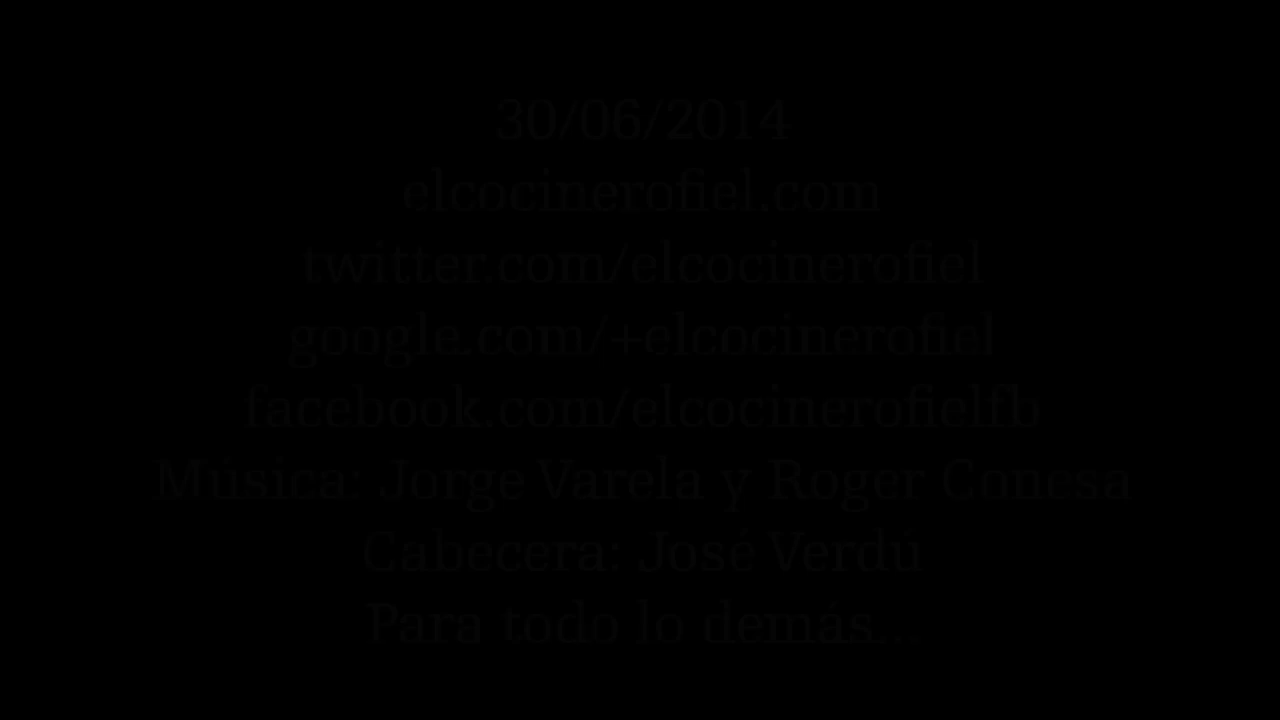 30/06/2014
elcocinerofiel.com
twitter.com/elcocinerofiel
google.com/+elcocinerofiel
facebook.com/elcocinerofielfb
Música: Jorge Varela y Roger Conesa
Cabecera: José Verdú
Para todo lo demás...